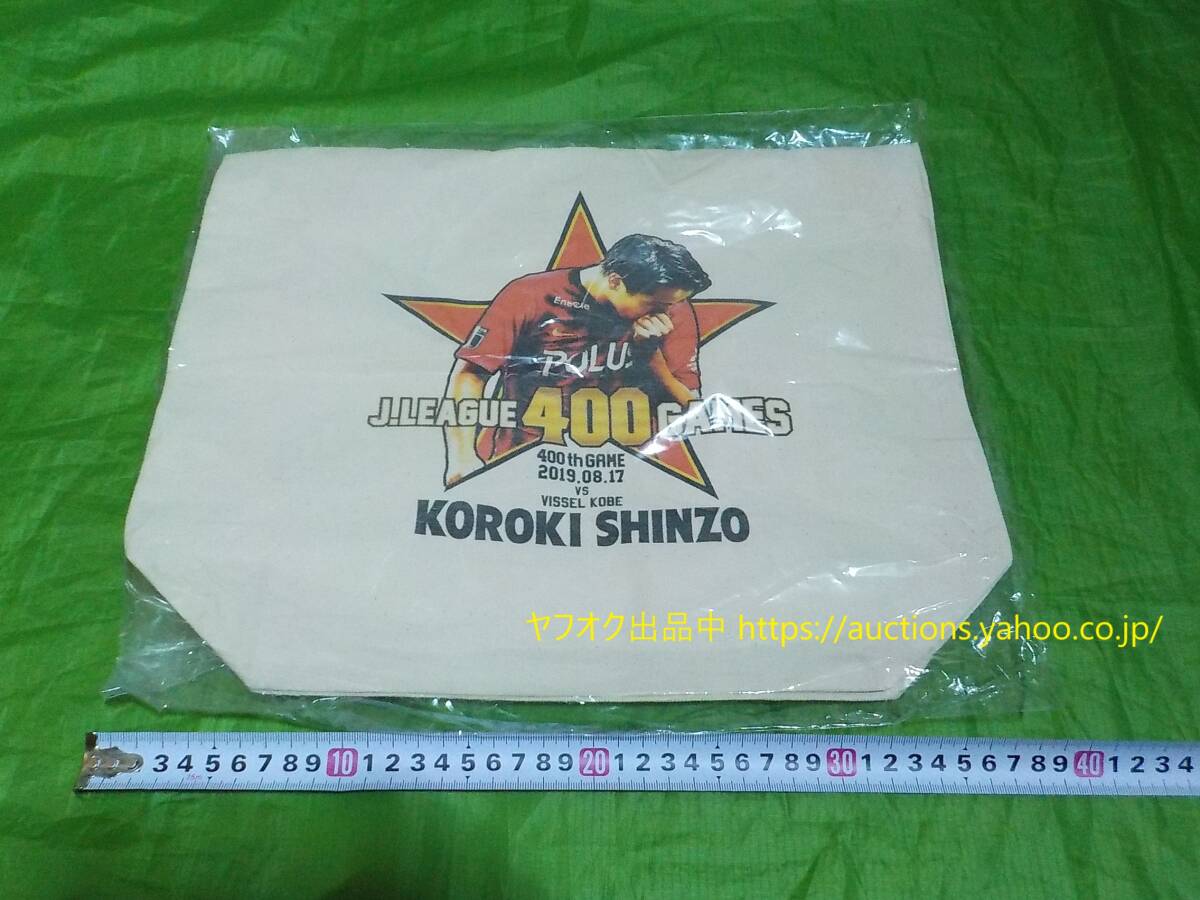 Eneos
POLUS
J.LEAGUE 400 GAMES
400thGAME
2019.08.17
VS
VISSEL KOBE
KOROKI SHINZO
ヤフオク出品中 https://auctions.yahoo.co.jp/
3 4 5 6 7 8 9 10 1 2 3 4 5 6 7 8 9 20 1 2 3 4 5 6 7 8 9 30 1 2 3 4 5 6 7 8 9 40 1 2 3 4